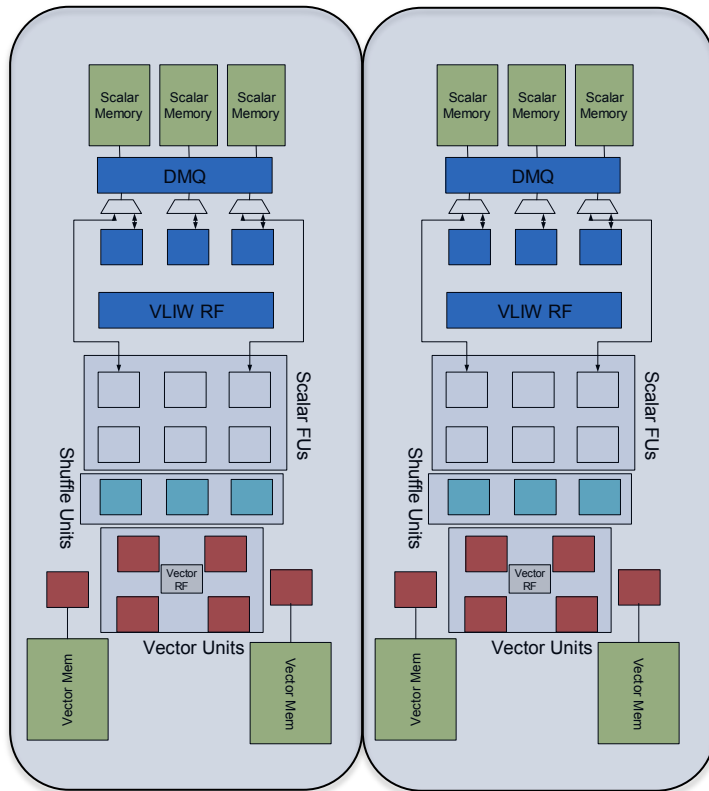 Scalar
Memory
Scalar
Memory
Scalar
Memory
DMQ
VLIW RF
Scalar FUs
Shuffle Units
Vector
RF
Vector Units
Vector Mem
Vector Mem
Scalar
Memory
Scalar
Memory
Scalar
Memory
DMQ
VLIW RF
Scalar FUs
Shuffle Units
Vector
RF
Vector Units
Vector Mem
Vector Mem